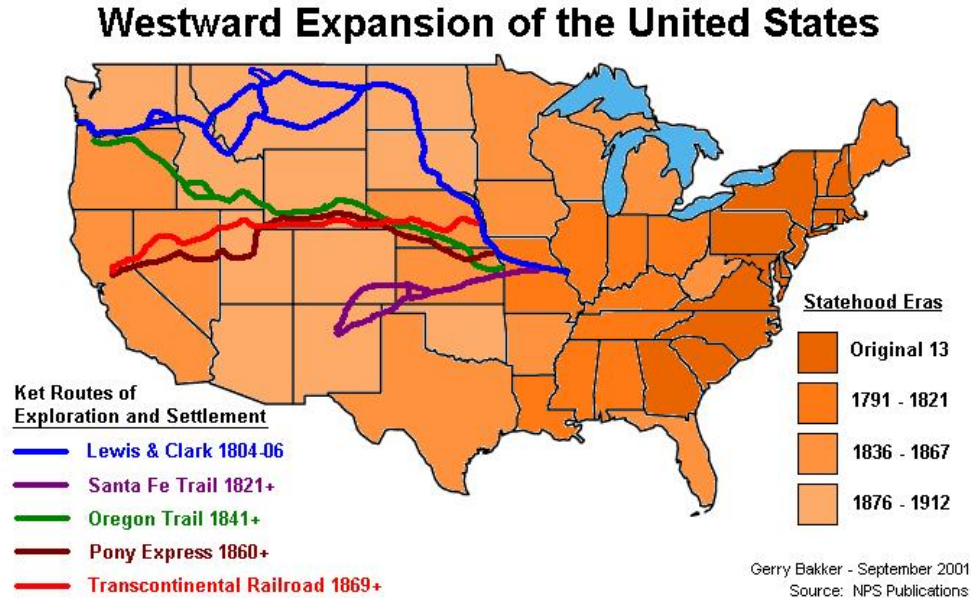 Westward Expansion of the United States
Statehood Eras
Original 13
1791 - 1821
1836 - 1867
1876 - 1912
Ket Routes of
Exploration and Settlement
Lewis & Clark 1804-06
Santa Fe Trail 1821+
Oregon Trail 1841+
Pony Express 1860+
Transcontinental Railroad 1869+
Gerry Bakker - September 2001
Source: NPS Publications